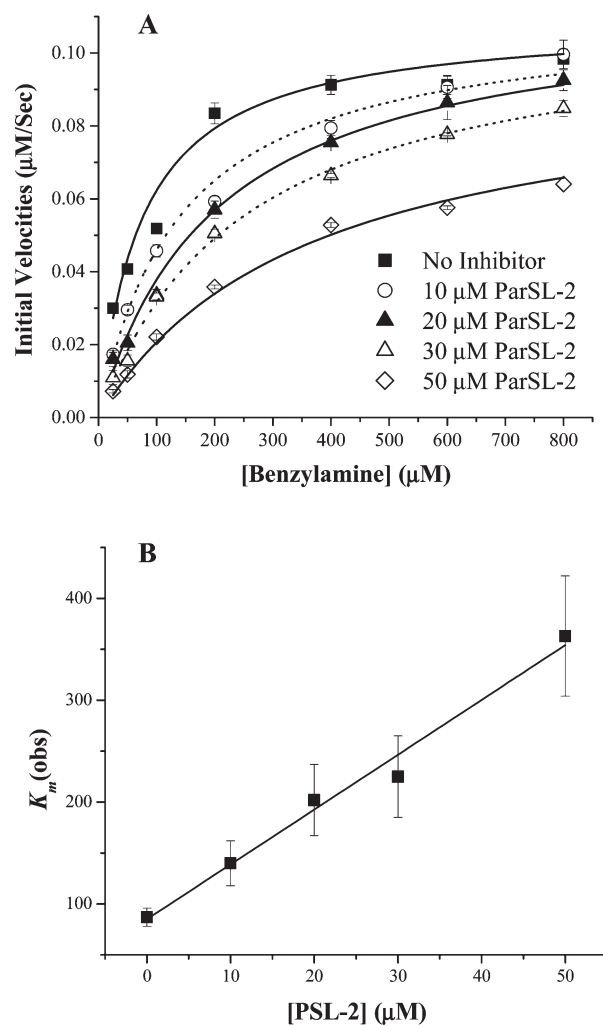 A
Initial Velocities (μM/Sec)
0.10
0.08
0.06
0.04
0.02
0.00
No Inhibitor
10 μM ParSL-2
20 μM ParSL-2
30 μM ParSL-2
50 μM ParSL-2
0 100 200 300 400 500 600 700 800
[Benzylamine] (μM)
B
Km(obs)
400
300
200
100
0 10 20 30 40 50
[PSL-2] (μM)